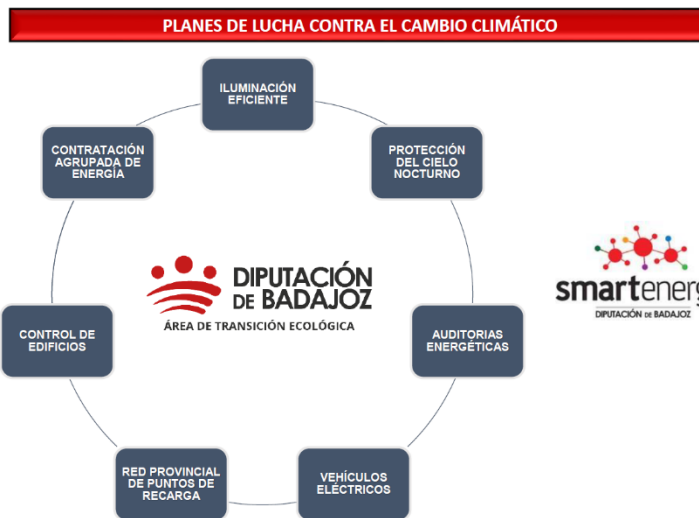 PLANES DE LUCHA CONTRA EL CAMBIO CLIMÁTICO
ILUMINACIÓN
EFICIENTE
PROTECCIÓN
DEL CIELO
NOCTURNO
AUDITORIAS
ENERGÉTICAS
VEHÍCULOS
ELÉCTRICOS
RED PROVINCIAL
DE PUNTOS DE
RECARGA
CONTROL DE
EDIFICIOS
CONTRATACIÓN
AGRUPADA DE
ENERGÍA
DIPUTACIÓN
DE BADAJOZ
ÁREA DE TRANSICIÓN ECOLÓGICA
smartenerg
DIPUTACIÓN DE BADAJOZ